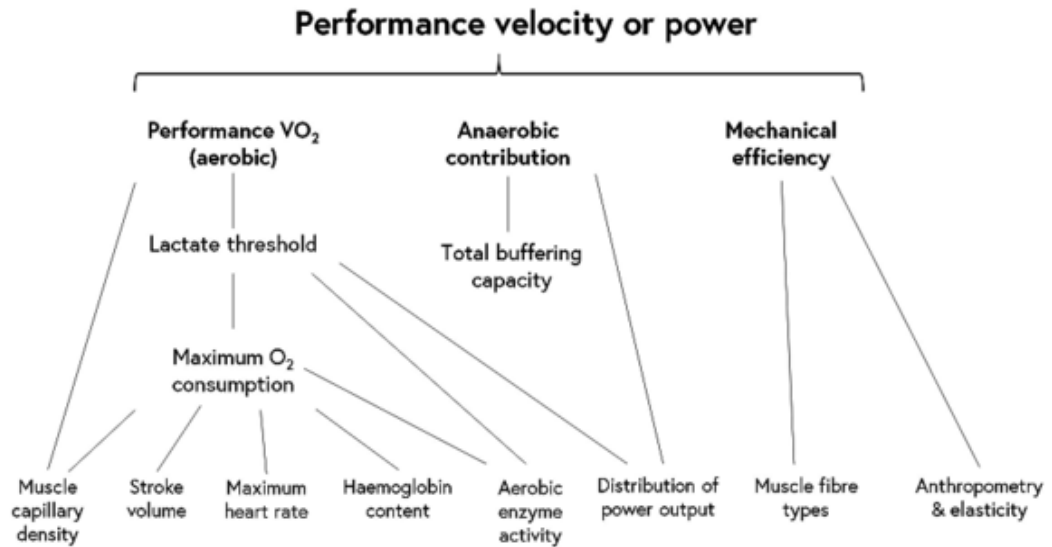 Performance velocity or power
Performance VO₂
(aerobic)
Anaerobic
contribution
Mechanical
efficiency
Lactate threshold
Total buffering
capacity
Maximum O₂
consumption
Muscle
capillary
density
Stroke
volume
Maximum
heart rate
Haemoglobin
content
Aerobic
enzyme
activity
Distribution of
power output
Muscle fibre
types
Anthropometry
& elasticity